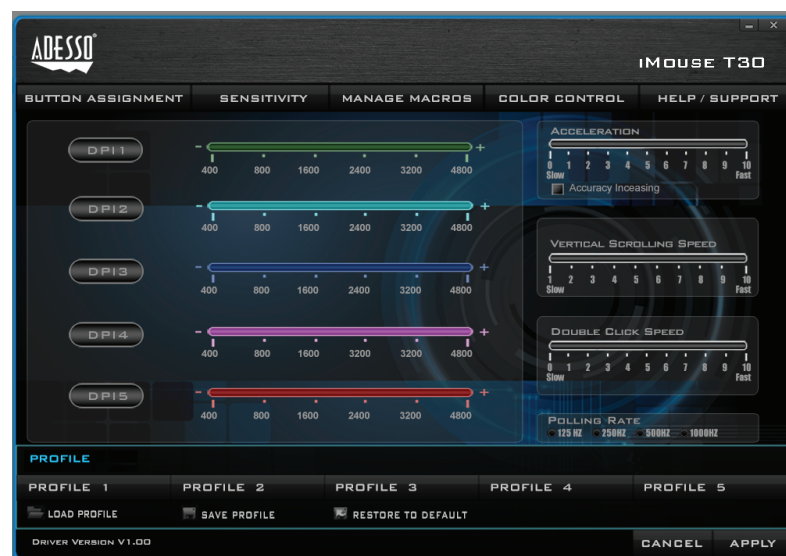 ADESSO
iMouse T30
BUTTON ASSIGNMENT SENSITIVITY MANAGE MACROS COLOR CONTROL HELP / SUPPORT
DPI1
- +
400 800 1600 2400 3200 4800
DPI2
- +
400 800 1600 2400 3200 4800
DPI3
- +
400 800 1600 2400 3200 4800
DPI4
- +
400 800 1600 2400 3200 4800
DPI5
- +
400 800 1600 2400 3200 4800
ACCELERATION
0 1 2 3 4 5 6 7 8 9 10
Slow Fast
Accuracy Inceasing
VERTICAL SCROLLING SPEED
1 2 3 4 5 6 7 8 9 10
Slow Fast
DOUBLE CLICK SPEED
0 1 2 3 4 5 6 7 8 9 10
Slow Fast
POLLING RATE
125 HZ 250HZ 500HZ 1000HZ
PROFILE
PROFILE 1 PROFILE 2 PROFILE 3 PROFILE 4 PROFILE 5
LOAD PROFILE SAVE PROFILE RESTORE TO DEFAULT
DRIVER VERSION V1.00
CANCEL APPLY